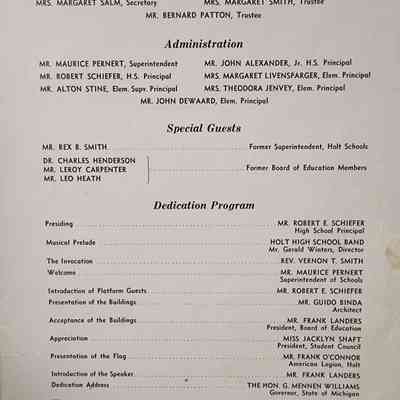 MRS. MARGARET SALM, Secretary MRS. MARGARET SMITH, Trustee
MR. BERNARD PATTON, Trustee
Administration
MR. MAURICE PERNERT, Superintendent MR. JOHN ALEXANDER, Jr. H.S. Principal
MR. ROBERT SCHIEFER, H.S. Principal MRS. MARGARET LIVENSPARGER, Elem. Principal
MR. ALTON STINE, Elem. Supr. Principal MRS. THEODORA JENVEY, Elem. Principal
MR. JOHN DEWAARD, Elem. Principal
Special Guests
MR. REX B. SMITH Former Superintendent, Holt Schools
DR. CHARLES HENDERSON
MR. LEROY CARPENTER Former Board of Education Members
MR. LEO HEATH
Dedication Program
Presiding MR. ROBERT E. SCHIEFER
High School Principal
Musical Prelude HOLT HIGH SCHOOL BAND
Mr. Gerald Winters, Director
The Invocation REV. VERNON T. SMITH
Welcome MR. MAURICE PERNERT
Superintendent of Schools
Introduction of Platform Guests MR. ROBERT E. SCHIEFER
Presentation of the Buildings MR. GUIDO BINDA
Architect
Acceptance of the Buildings MR. FRANK LANDERS
President, Board of Education
Appreciation MISS JACKLYN SHAFT
President, Student Council
Presentation of the Flag MR. FRANK O'CONNOR
American Legion, Holt
Introduction of the Speaker MR. FRANK LANDERS
Dedication Address THE HON. G. MENNEN WILLIAMS
Governor, State of Michigan